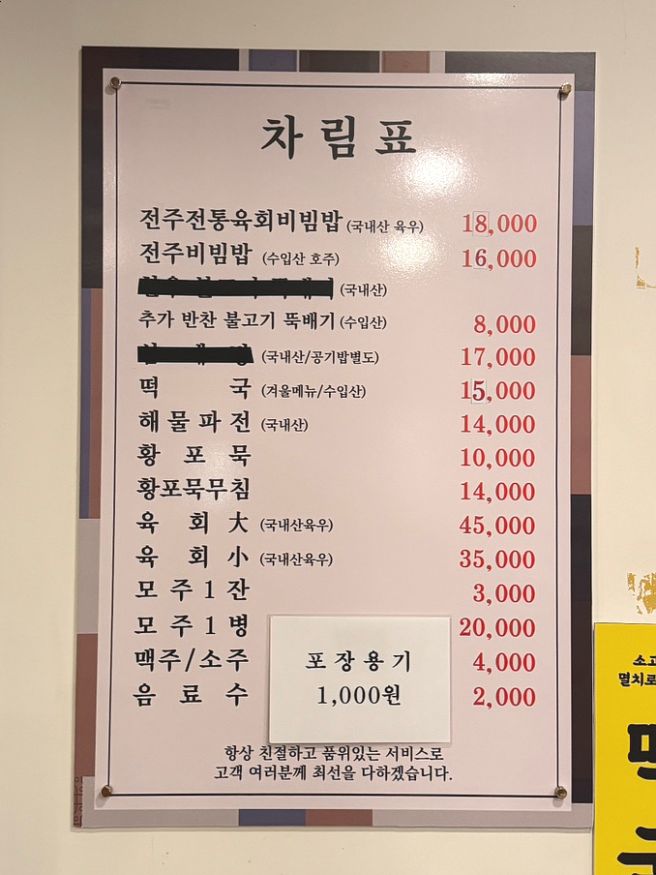 차림표
전주전통육회비빔밥 (국내산 육우) 18,000
전주비빔밥 (수입산 호주) 16,000
(국내산)
추가 반찬 불고기 뚝배기 (수입산) 8,000
(국내산/공기밥별도) 17,000
떡 국 (겨울메뉴/수입산) 15,000
해물파전 (국내산) 14,000
황 포 묵 10,000
황포묵무침 14,000
육 회 大 (국내산육우) 45,000
육 회 小 (국내산육우) 35,000
모 주 1 잔 3,000
모 주 1 병 20,000
맥주/소주 4,000
음 료 수 2,000
포장용기
1,000원
항상 친절하고 품위있는 서비스로
고객 여러분께 최선을 다하겠습니다.
멸치로